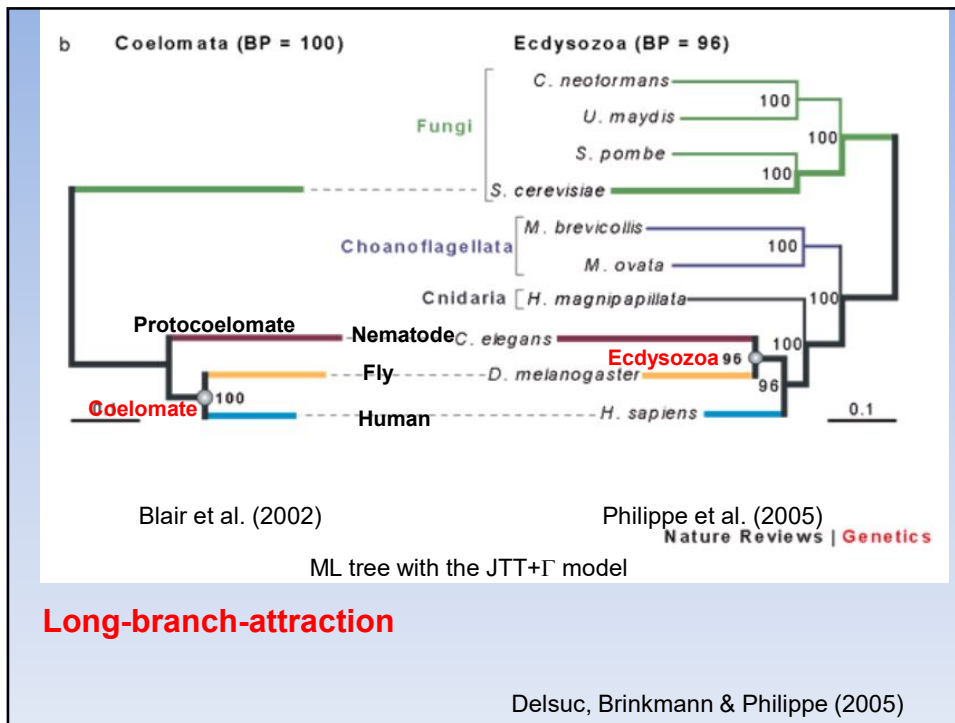 b Coelomata (BP = 100) Ecdysozoa (BP = 96)
C. neoformans
100
U. maydis
Fungi
100
S. pombe
100
S. cerevisiae
M. brevicollis
Choanoflagellata
100
M. ovata
Cnidaria H. magnipapillata
100
Protocoelomate Nematode C. elegans
100
Ecdysozoa 96
Fly D. melanogaster
96
Coelomate 100
H. sapiens
Human
0.1
Blair et al. (2002) Philippe et al. (2005)
Nature Reviews | Genetics
ML tree with the JTT+Γ model
Long-branch-attraction
Delsuc, Brinkmann & Philippe (2005)